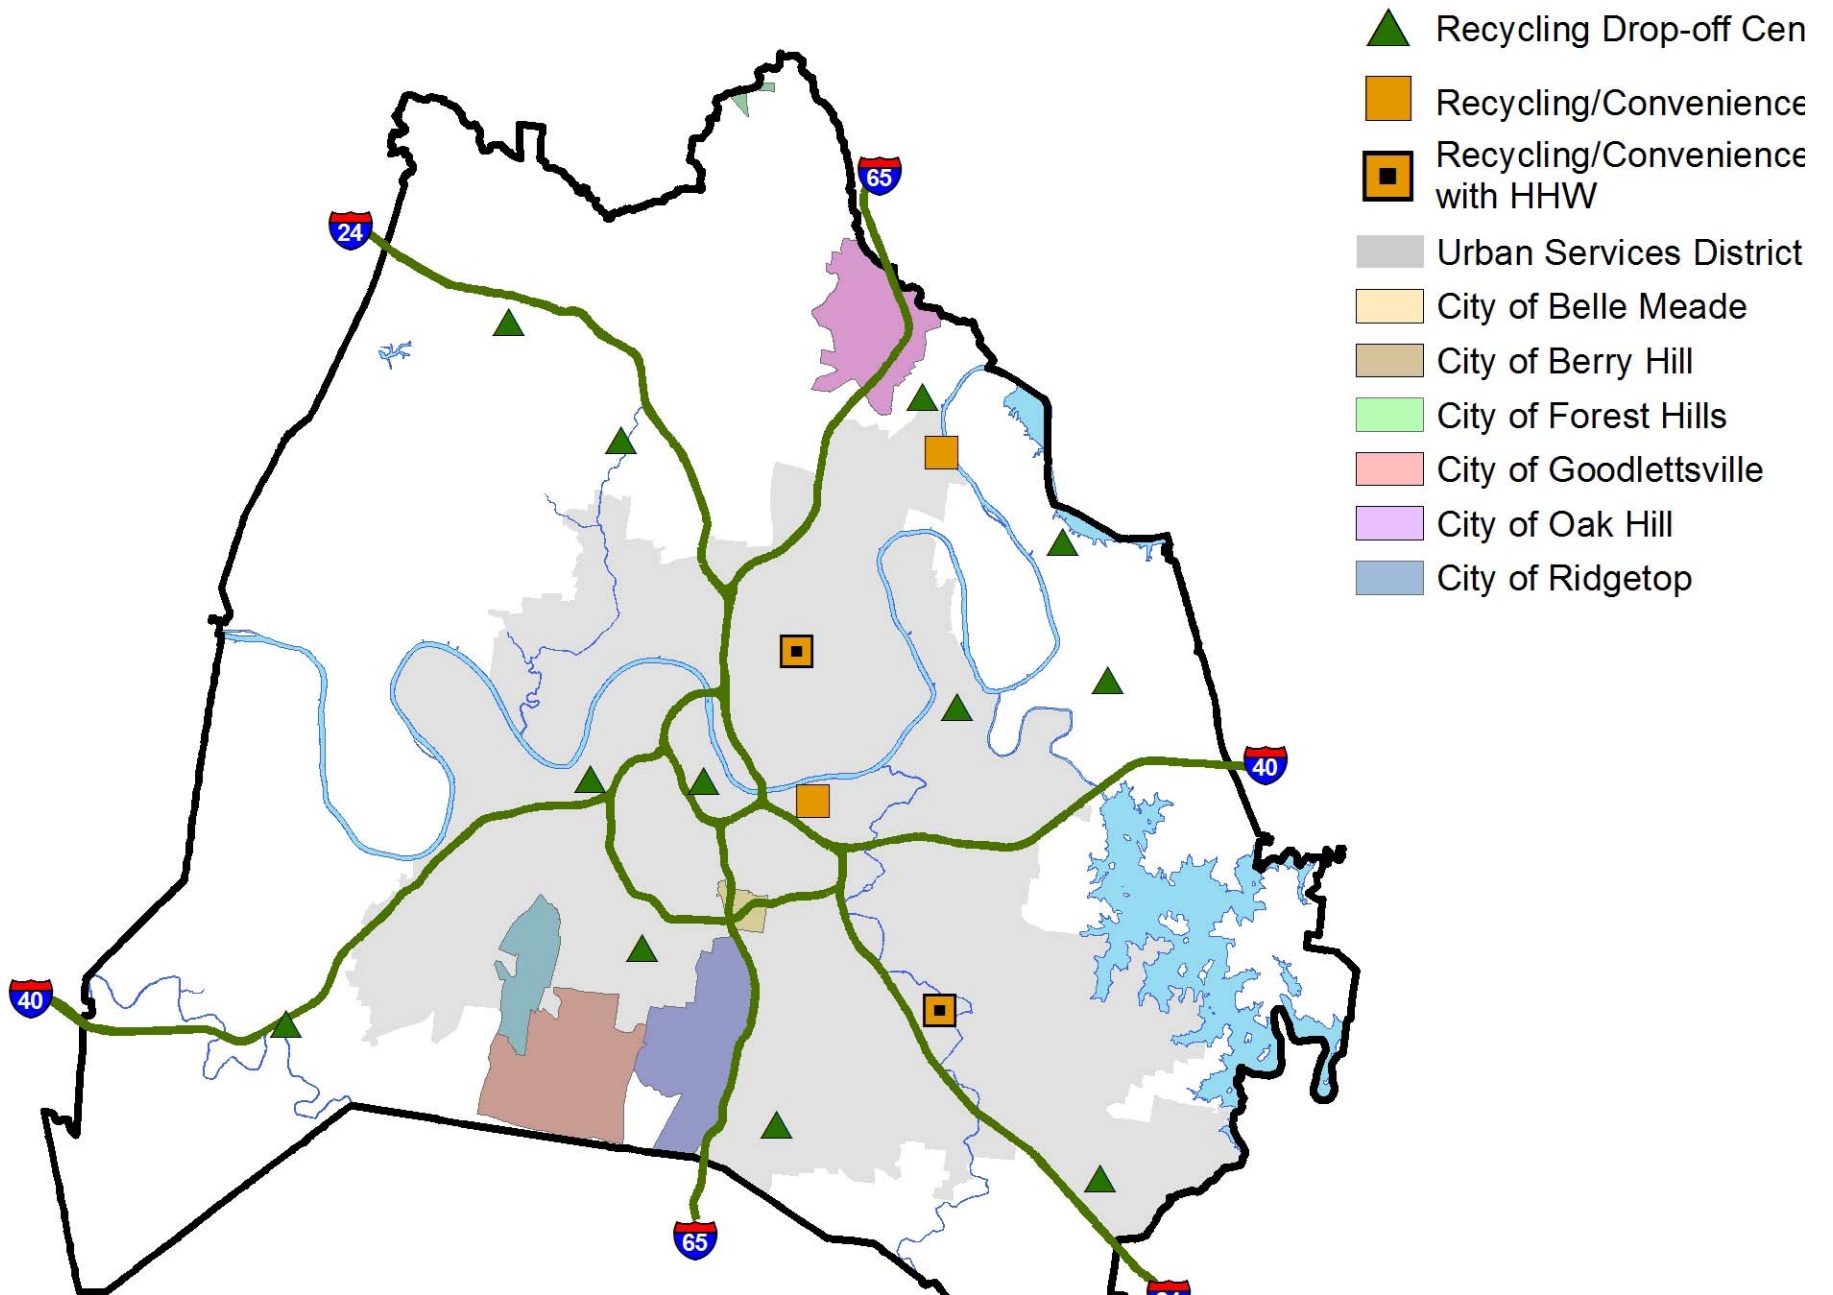 Recycling Drop-off Cen
Recycling/Convenience
Recycling/Convenience
with HHW
Urban Services District
City of Belle Meade
City of Berry Hill
City of Forest Hills
City of Goodlettsville
City of Oak Hill
City of Ridgetop
65
24
40
40
65